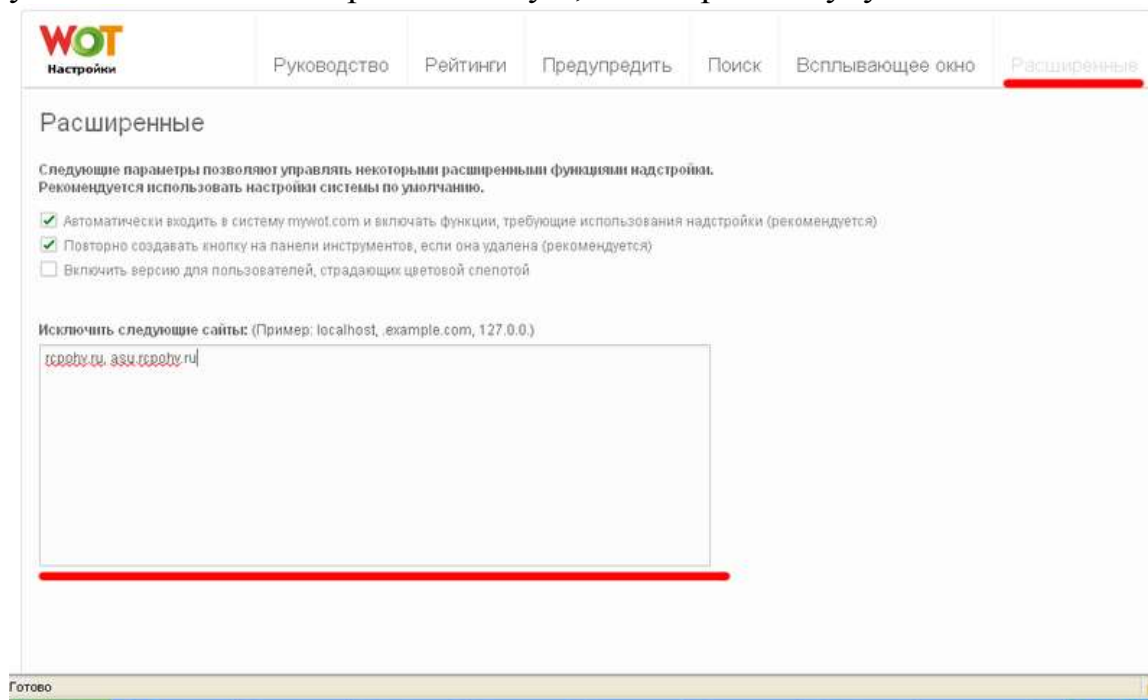 WOT
Настройки
Руководство Рейтинги Предупредить Поиск Всплывающее окно Расширенные
Расширенные
Следующие параметры позволяют управлять некоторыми расширенными функциями надстройки.
Рекомендуется использовать настройки системы по умолчанию.
Автоматически входить в систему mywot.com и включать функции, требующие использования надстройки (рекомендуется)
Повторно создавать кнопку на панели инструментов, если она удалена (рекомендуется)
Включить версию для пользователей, страдающих цветовой слепотой
Исключить следующие сайты: (Пример: localhost, .example.com, 127.0.0.)
rcpohv.ru, asu.rcpohv.ru
Готово